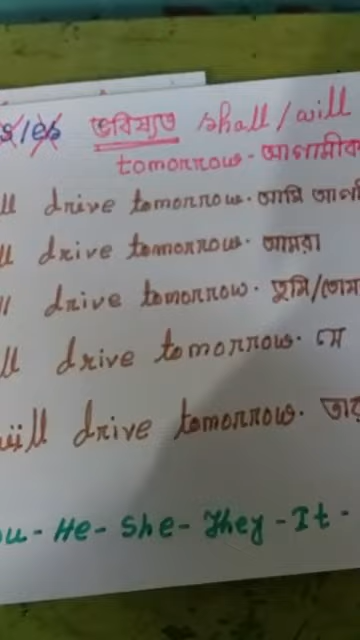 s/es ভবিষ্যত shall/will
tomorrow - আগামীক
ll drive tomorrow. আমি আগা
ll drive tomorrow. আমরা
ll drive tomorrow. তুমি/তোম
ll drive tomorrow. সে
will drive tomorrow. তার
ou - He - She - They - It -